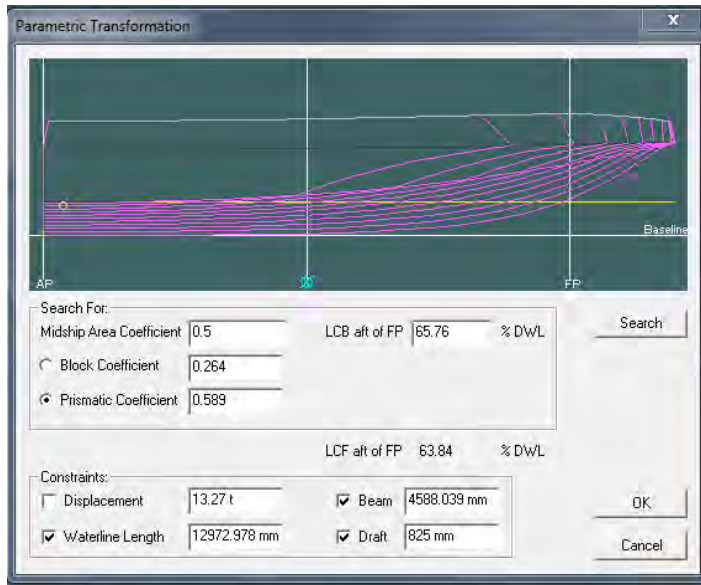 Parametric Transformation
x
Baseline
AP
FP
Search For:
Midship Area Coefficient 0.5 LCB aft of FP 65.76 % DWL Search
Block Coefficient 0.264
Prismatic Coefficient 0.589
LCF aft of FP 63.84 % DWL
Constraints:
Displacement 13.27 t Beam 4588.039 mm OK
Waterline Length 12972.978 mm Draft 825 mm Cancel